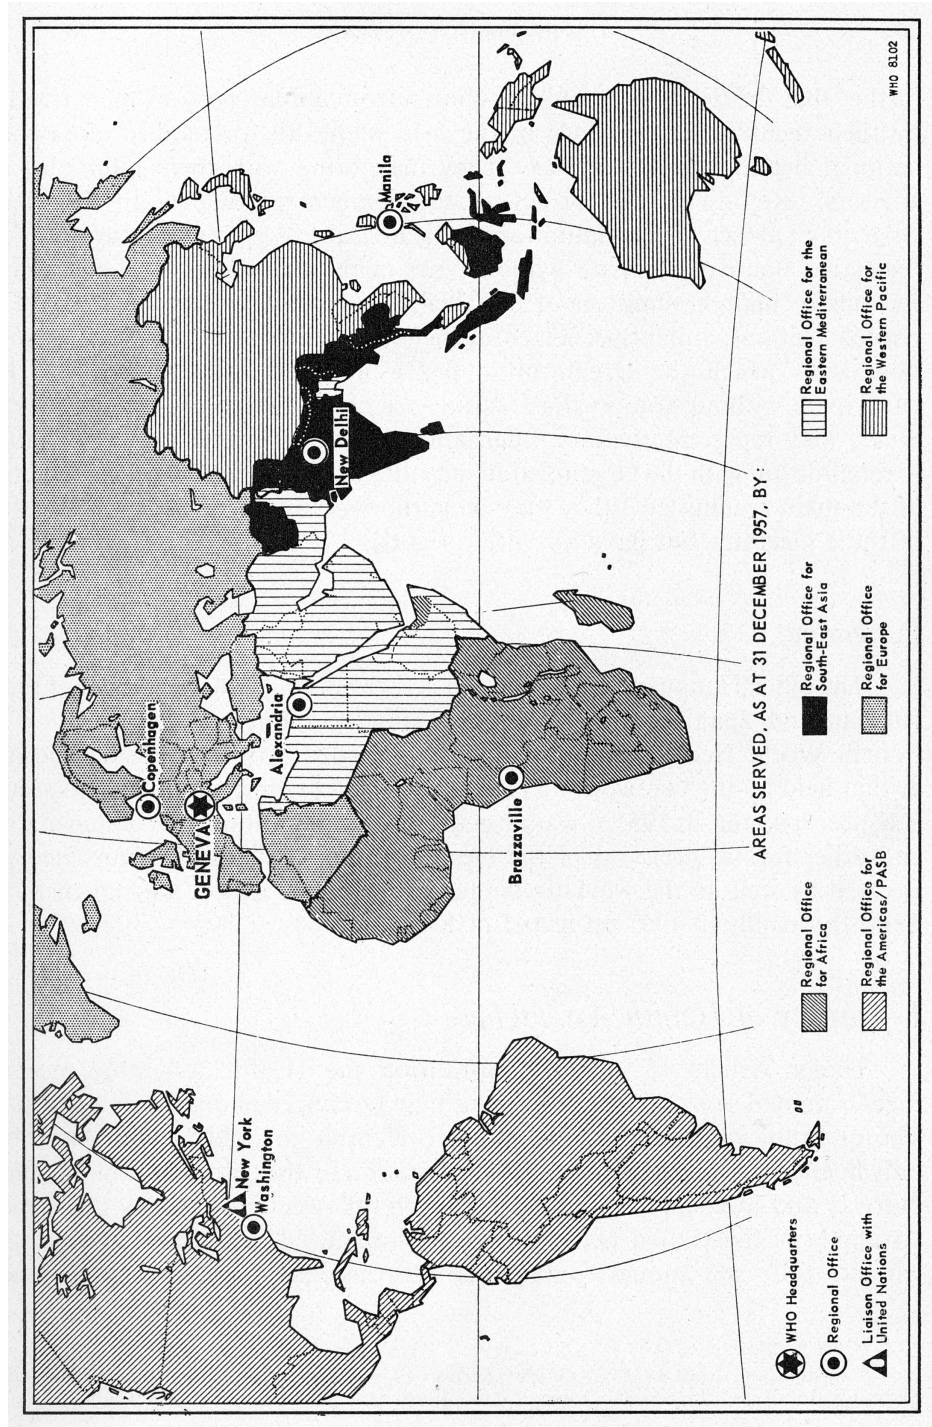 New York
Washington
Copenhagen
GENEVA
Alexandria
Brazzaville
New Delhi
Manila
AREAS SERVED, AS AT 31 DECEMBER 1957, BY :
WHO Headquarters
Regional Office
Liaison Office with
United Nations
Regional Office
for Africa
Regional Office for
the Americas/PASB
Regional Office for
South-East Asia
Regional Office
for Europe
Regional Office for the
Eastern Mediterranean
Regional Office for
the Western Pacific
WHO 8102